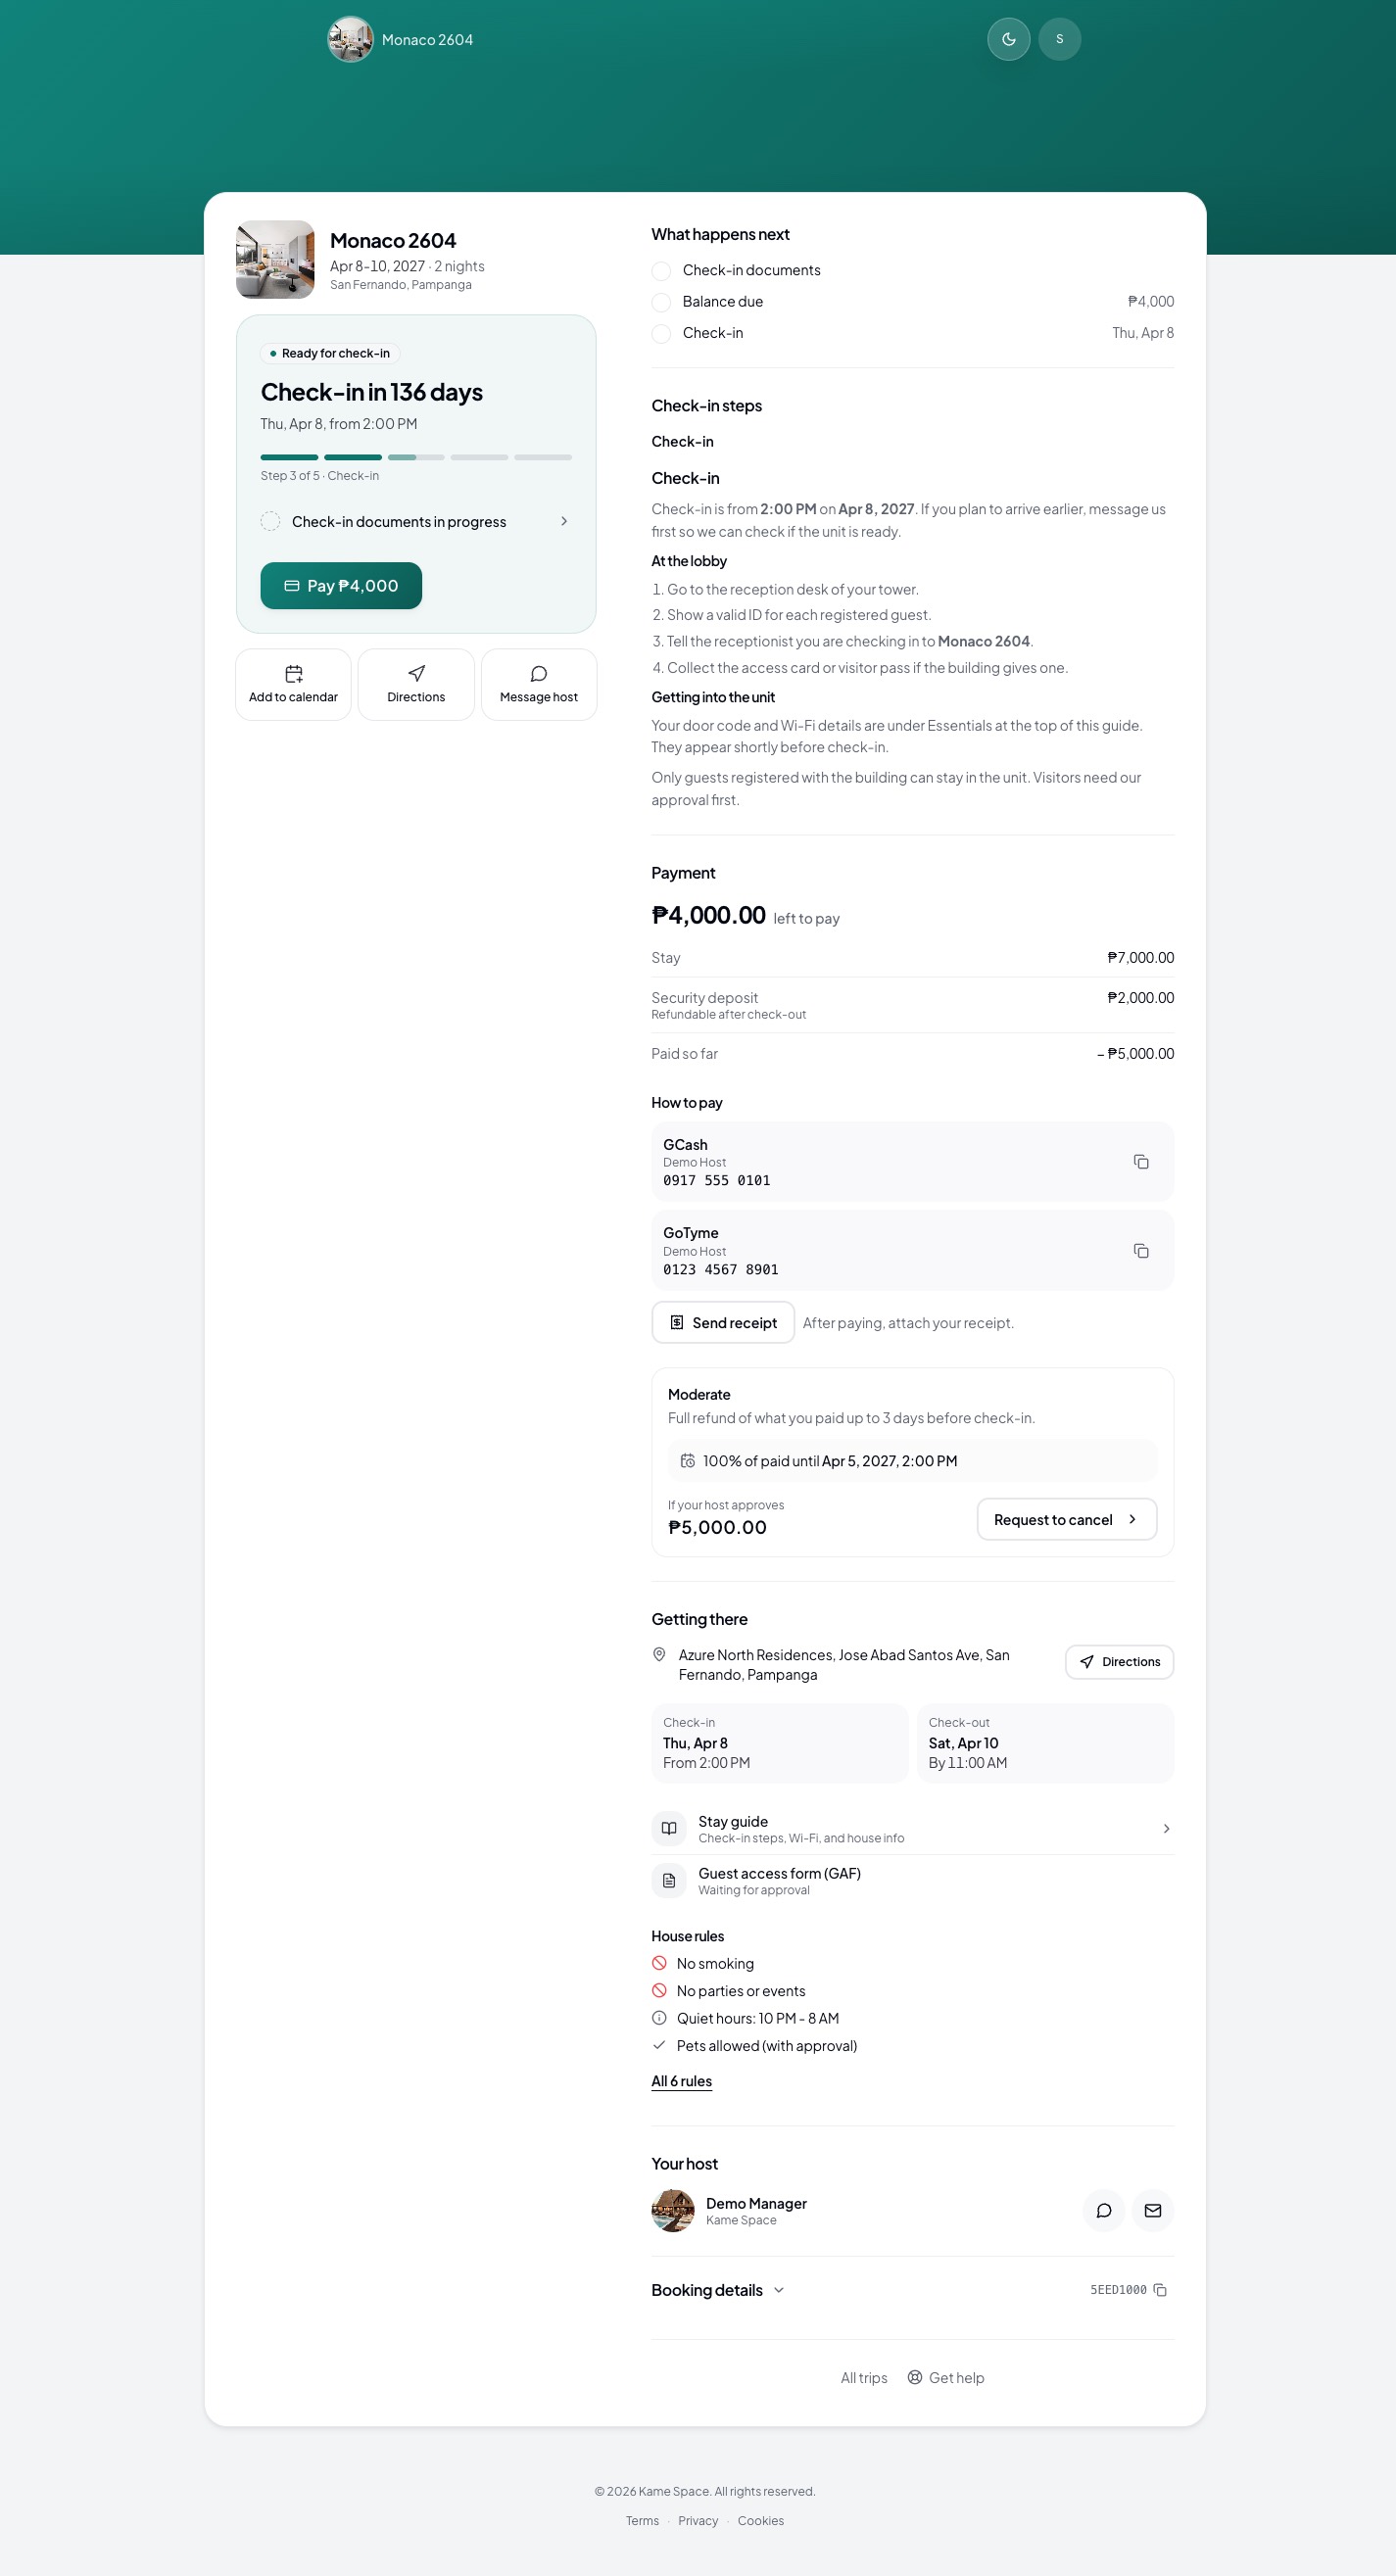 Monaco 2604
S
Monaco 2604
Apr 8-10, 2027 · 2 nights
San Fernando, Pampanga
Ready for check-in
Check-in in 136 days
Thu, Apr 8, from 2:00 PM
Step 3 of 5 · Check-in
Check-in documents in progress
Pay ₱4,000
Add to calendar
Directions
Message host
What happens next
Check-in documents
Balance due ₱4,000
Check-in Thu, Apr 8
Check-in steps
Check-in
Check-in
Check-in is from 2:00 PM on Apr 8, 2027. If you plan to arrive earlier, message us
first so we can check if the unit is ready.
At the lobby
1. Go to the reception desk of your tower.
2. Show a valid ID for each registered guest.
3. Tell the receptionist you are checking in to Monaco 2604.
4. Collect the access card or visitor pass if the building gives one.
Getting into the unit
Your door code and Wi-Fi details are under Essentials at the top of this guide.
They appear shortly before check-in.
Only guests registered with the building can stay in the unit. Visitors need our
approval first.
Payment
₱4,000.00 left to pay
Stay ₱7,000.00
Security deposit ₱2,000.00
Refundable after check-out
Paid so far – ₱5,000.00
How to pay
GCash
Demo Host
0917 555 0101
GoTyme
Demo Host
0123 4567 8901
Send receipt After paying, attach your receipt.
Moderate
Full refund of what you paid up to 3 days before check-in.
100% of paid until Apr 5, 2027, 2:00 PM
If your host approves
₱5,000.00
Request to cancel
Getting there
Azure North Residences, Jose Abad Santos Ave, San
Fernando, Pampanga
Directions
Check-in
Thu, Apr 8
From 2:00 PM
Check-out
Sat, Apr 10
By 11:00 AM
Stay guide
Check-in steps, Wi-Fi, and house info
Guest access form (GAF)
Waiting for approval
House rules
No smoking
No parties or events
Quiet hours: 10 PM - 8 AM
Pets allowed (with approval)
All 6 rules
Your host
Demo Manager
Kame Space
Booking details 5EED1000
All trips Get help
© 2026 Kame Space. All rights reserved.
Terms · Privacy · Cookies